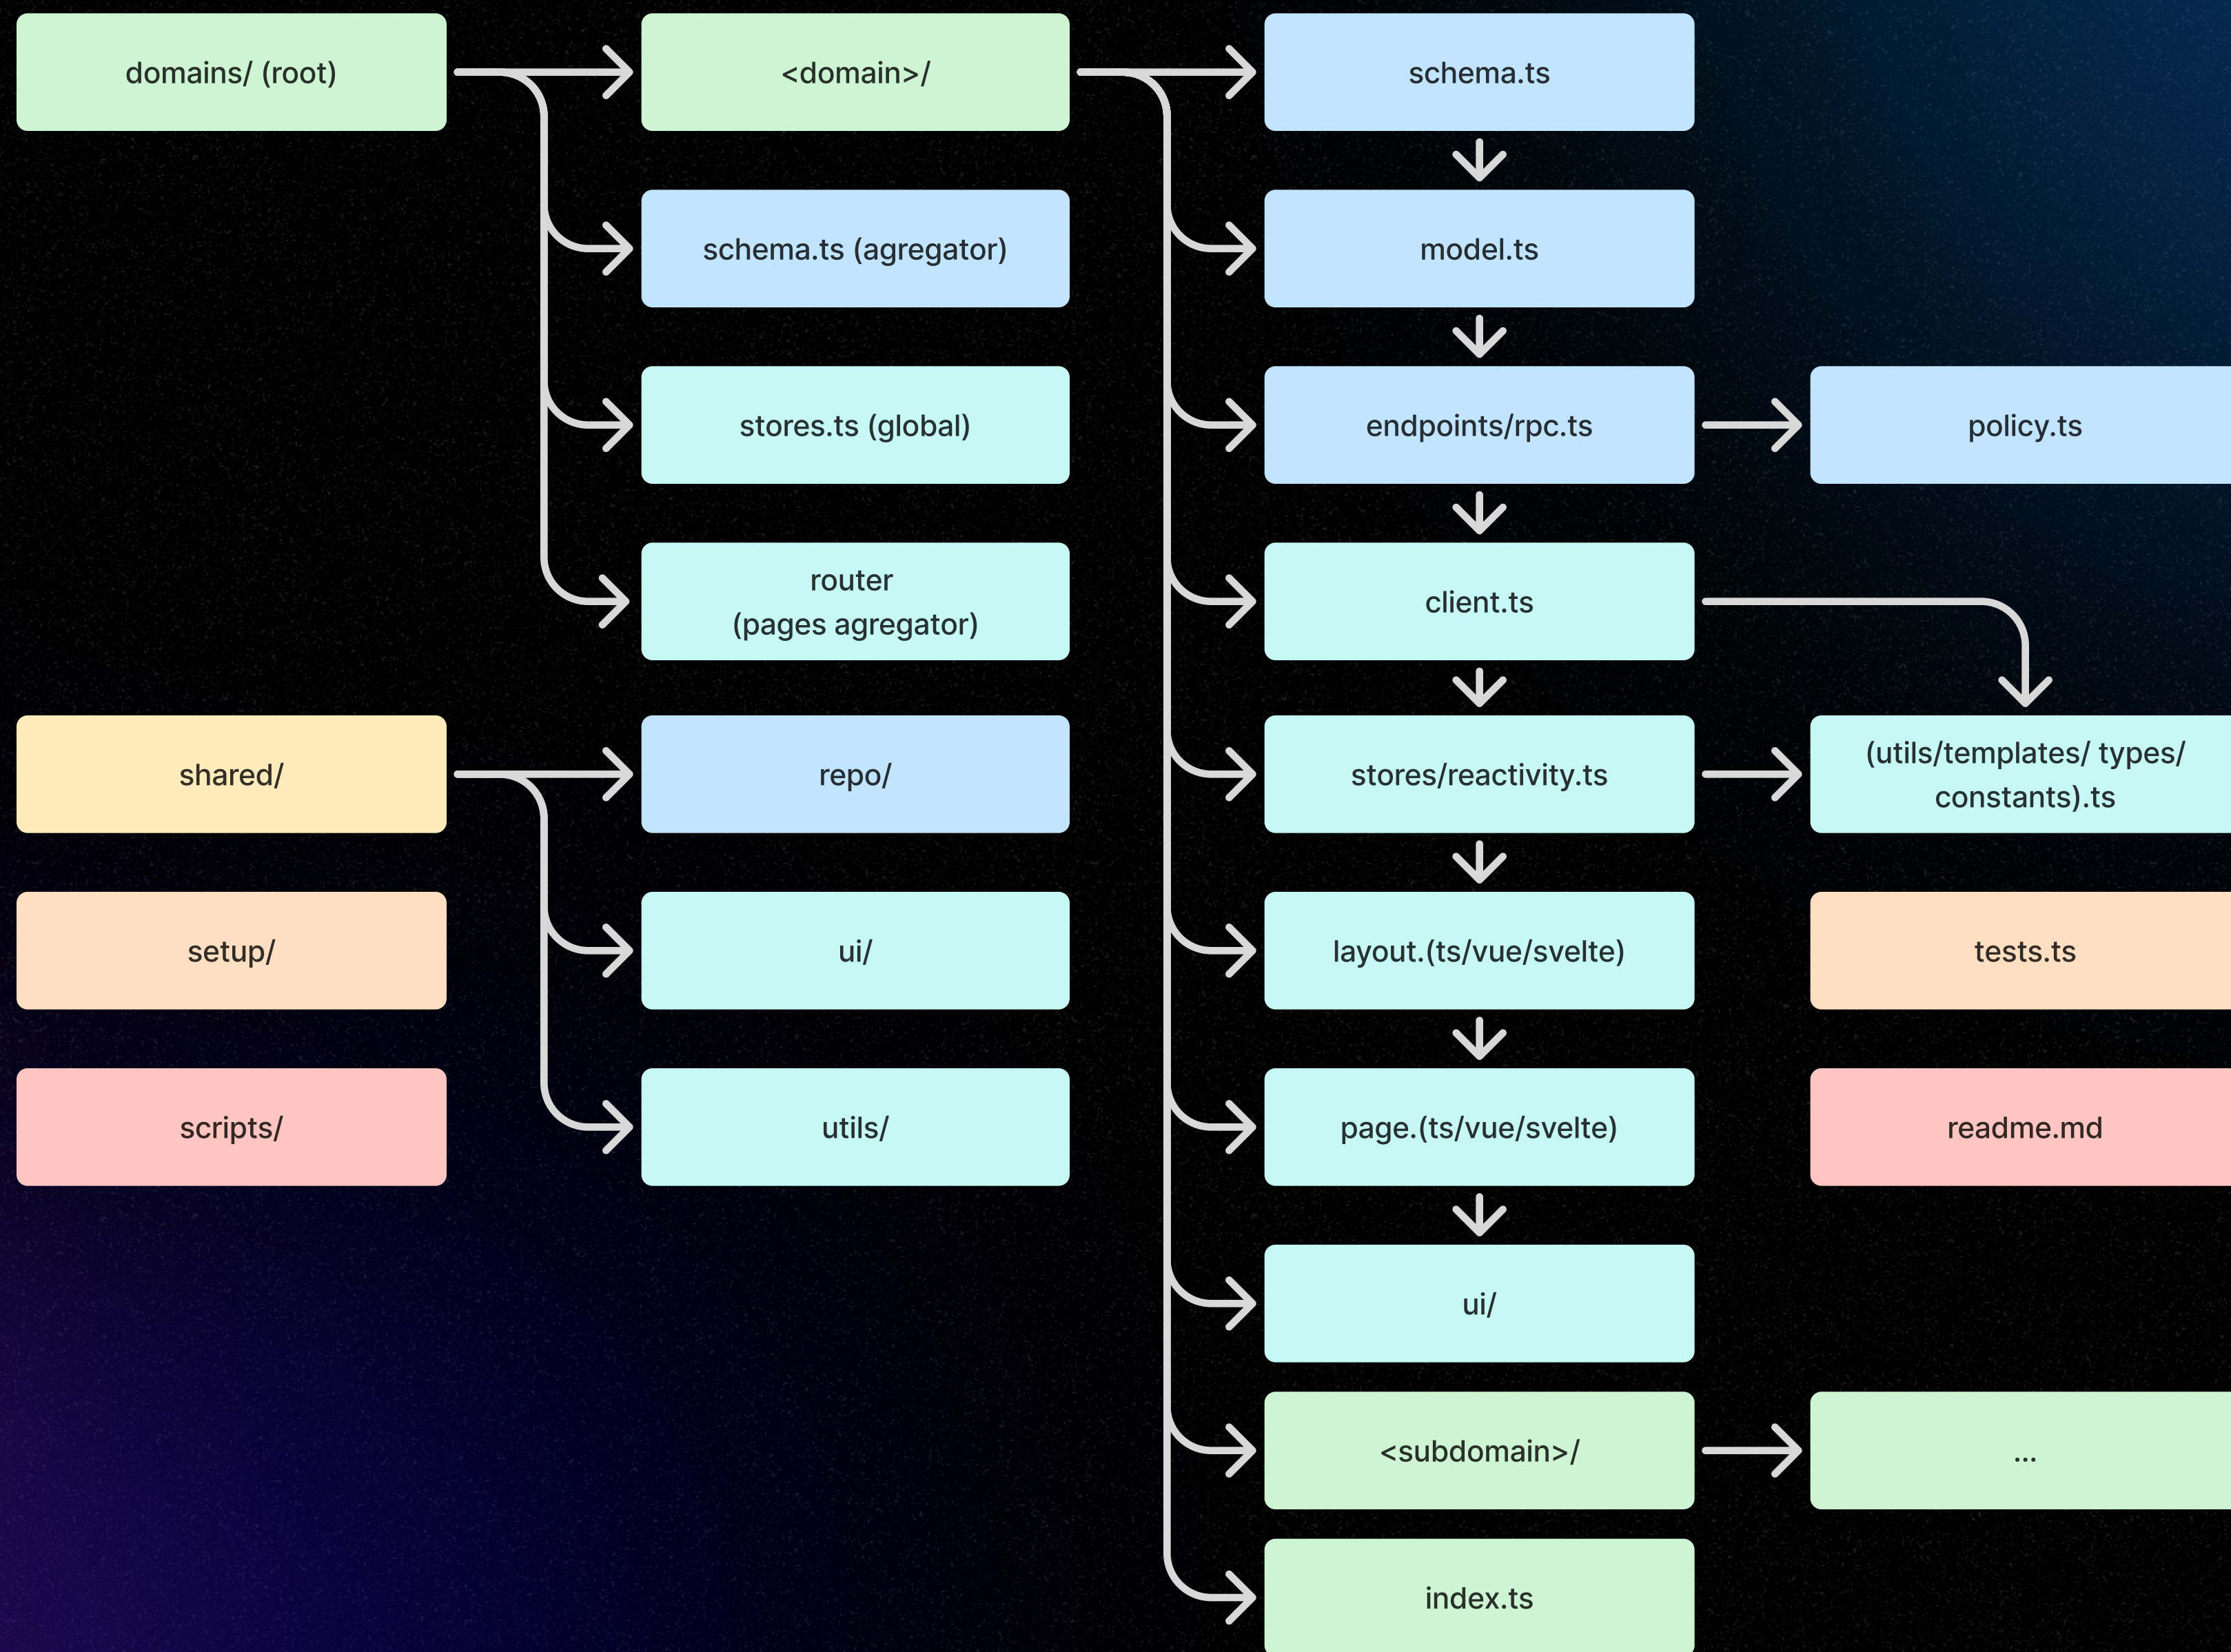 domains/ (root)
<domain>/
schema.ts
schema.ts (agregator)
model.ts
stores.ts (global)
endpoints/rpc.ts
policy.ts
router
(pages agregator)
client.ts
shared/
repo/
stores/reactivity.ts
(utils/templates/ types/
constants).ts
setup/
ui/
layout.(ts/vue/svelte)
tests.ts
scripts/
utils/
page.(ts/vue/svelte)
readme.md
ui/
<subdomain>/
...
index.ts